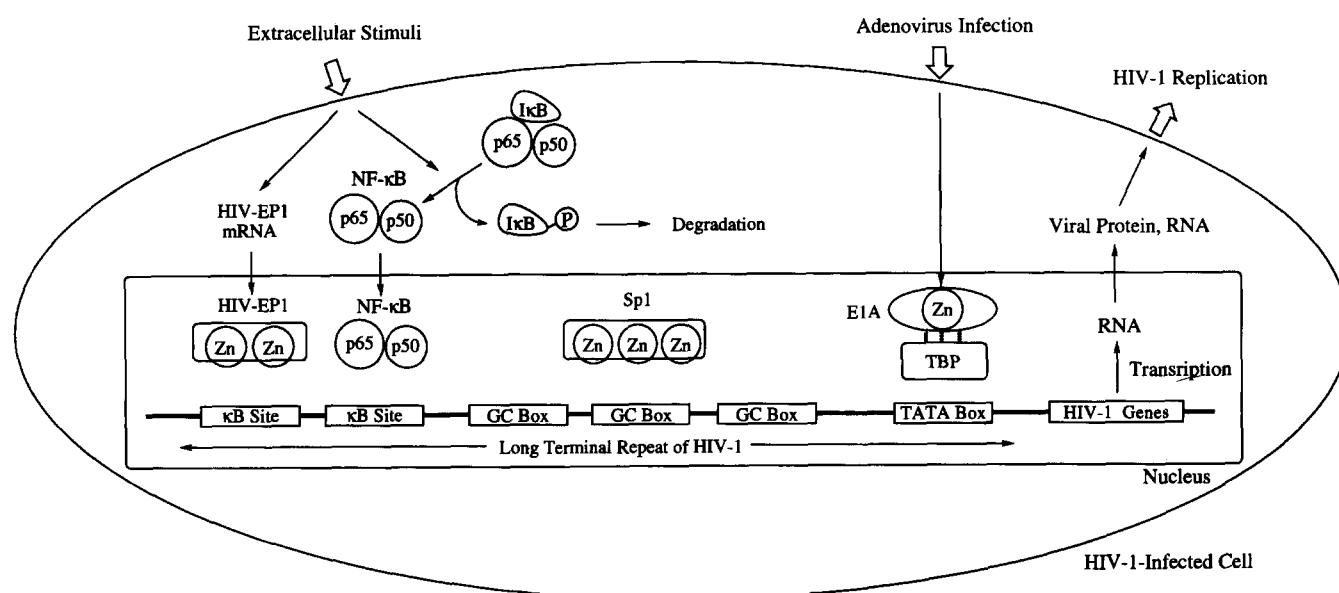 Extracellular Stimuli
Adenovirus Infection
HIV-1 Replication
IκB
p65
p50
NF-κB
p65
p50
HIV-EP1
mRNA
IκB
P
Degradation
Viral Protein, RNA
HIV-EP1
Zn
Zn
NF-κB
p65
p50
Sp1
Zn
Zn
Zn
E1A
Zn
TBP
RNA
Transription
κB Site
κB Site
GC Box
GC Box
GC Box
TATA Box
HIV-1 Genes
Long Terminal Repeat of HIV-1
Nucleus
HIV-1-Infected Cell